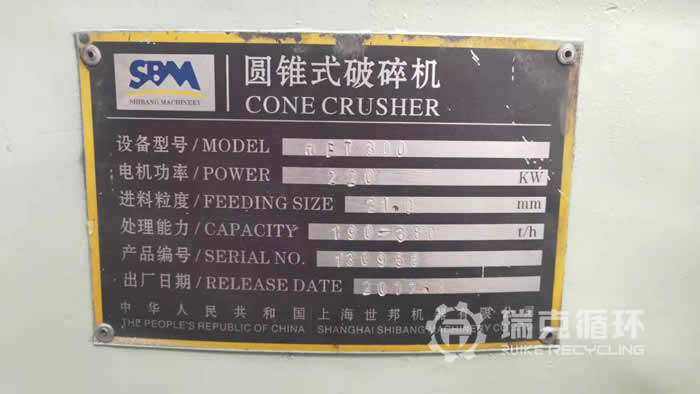 SBM
SHIBANG MACHINERY
圆锥式破碎机
CONE CRUSHER
设备型号/MODEL 300
电机功率/POWER KW
进料粒度/FEEDING SIZE mm
处理能力/CAPACITY t/h
产品编号/SERIAL NO.
出厂日期/RELEASE DATE
中华人民共和国 上海世邦机
THE PEOPLE'S REPUBLIC OF CHINA SHANGHAI SHIBANG MACHINERY
瑞克循环
RUIKE RECYCLING